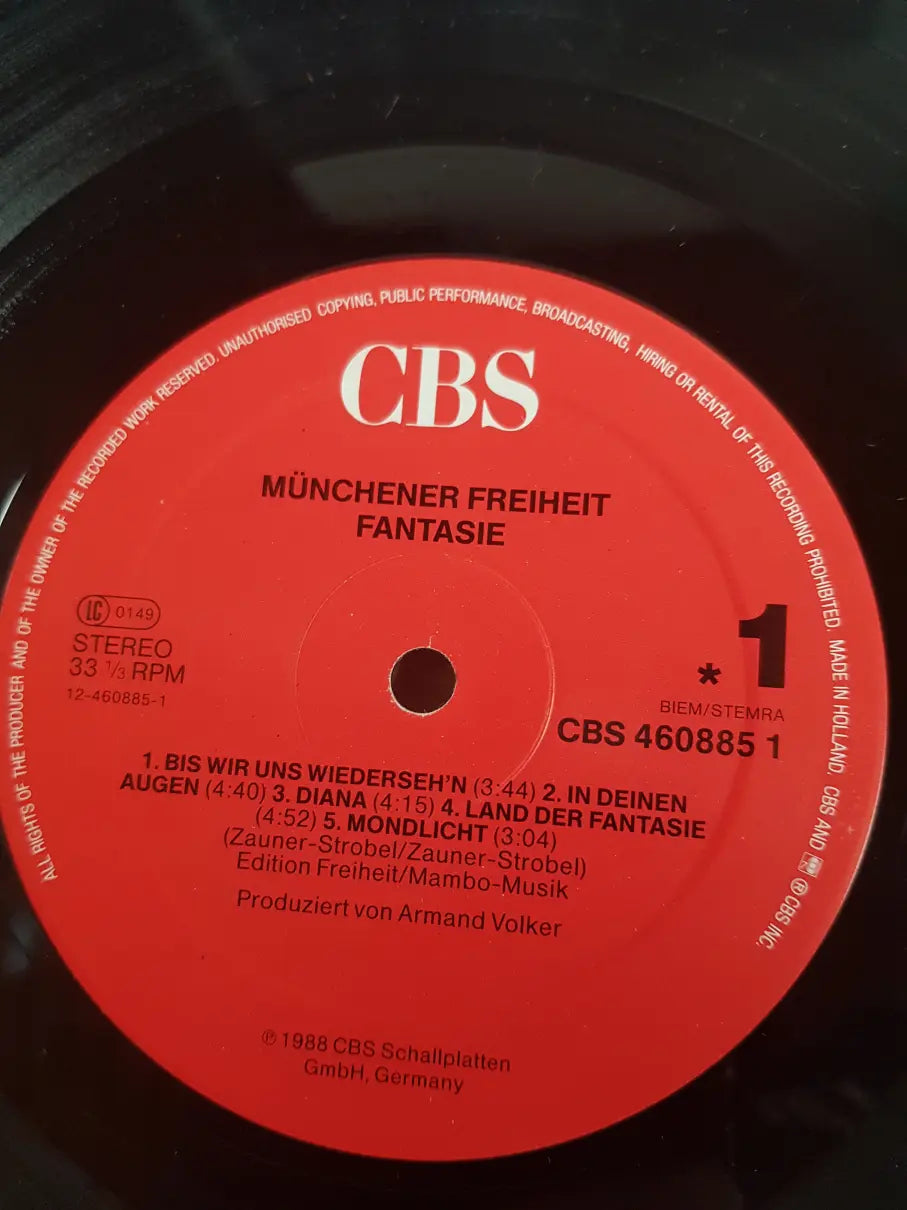 ALL RIGHTS OF THE PRODUCER AND OF THE OWNER OF THE RECORDED WORK RESERVED. UNAUTHORISED COPYING, PUBLIC PERFORMANCE, BROADCASTING, HIRING OR RENTAL OF THIS RECORDING PROHIBITED. MADE IN HOLLAND. CBS AND ® CBS INC.
CBS
MÜNCHENER FREIHEIT
FANTASIE
LC 0149
STEREO
33 1/3 RPM
12-460885-1
* 1
BIEM/STEMRA
CBS 460885 1
1. BIS WIR UNS WIEDERSEH'N (3:44) 2. IN DEINEN
AUGEN (4:40) 3. DIANA (4:15) 4. LAND DER FANTASIE
(4:52) 5. MONDLICHT (3:04)
(Zauner-Strobel/Zauner-Strobel)
Edition Freiheit/Mambo-Musik
Produziert von Armand Volker
℗ 1988 CBS Schallplatten
GmbH, Germany